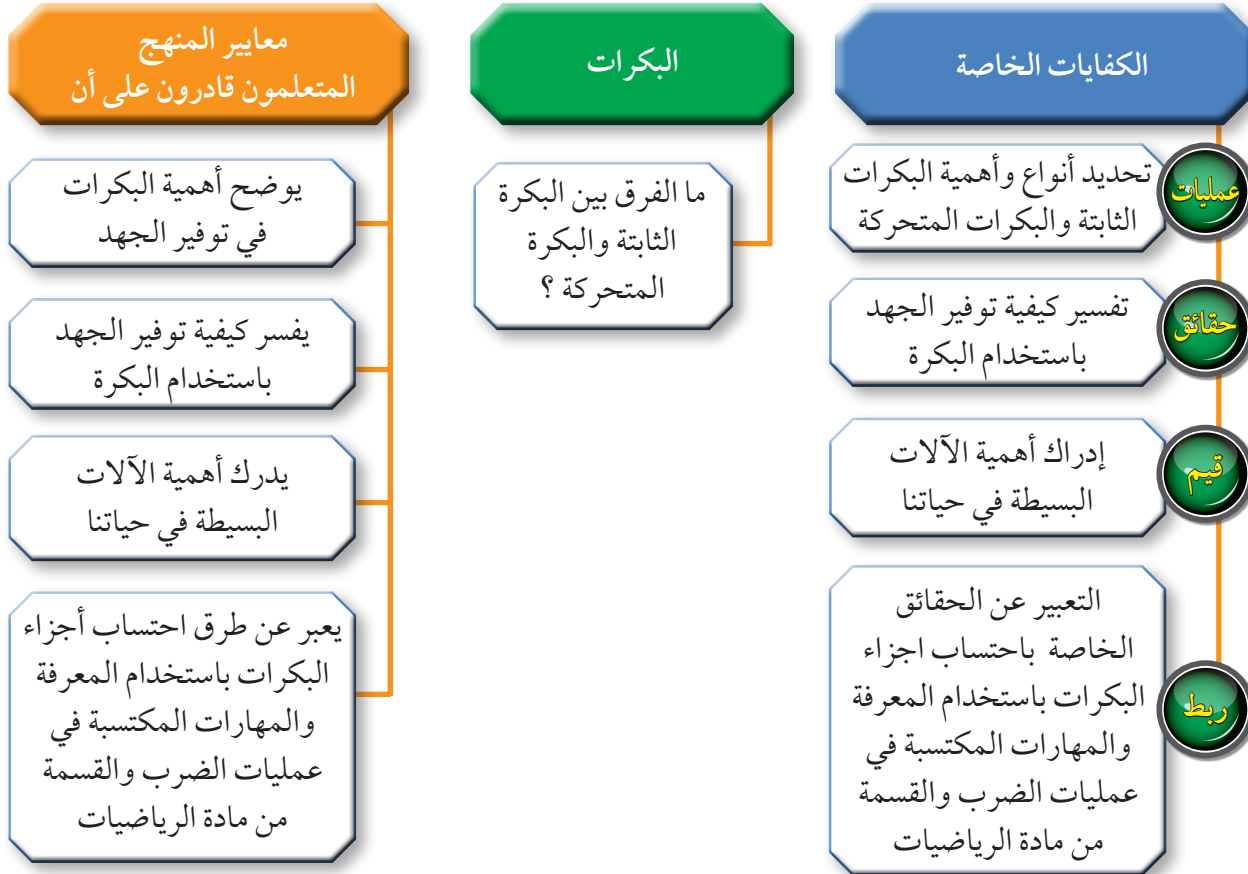 الكفايات الخاصة
عمليات
تحديد أنواع وأهمية البكرات
الثابتة والبكرات المتحركة
حقائق
تفسير كيفية توفير الجهد
باستخدام البكرة
قيم
إدراك أهمية الآلات
البسيطة في حياتنا
ربط
التعبير عن الحقائق
الخاصة باحتساب اجزاء
البكرات باستخدام المعرفة
والمهارات المكتسبة في
عمليات الضرب والقسمة
من مادة الرياضيات
البكرات
ما الفرق بين البكرة
الثابتة والبكرة
المتحركة ؟
معايير المنهج
المتعلمون قادرون على أن
يوضح أهمية البكرات
في توفير الجهد
يفسر كيفية توفير الجهد
باستخدام البكرة
يدرك أهمية الآلات
البسيطة في حياتنا
يعبر عن طرق احتساب أجزاء
البكرات باستخدام المعرفة
والمهارات المكتسبة في
عمليات الضرب والقسمة
من مادة الرياضيات